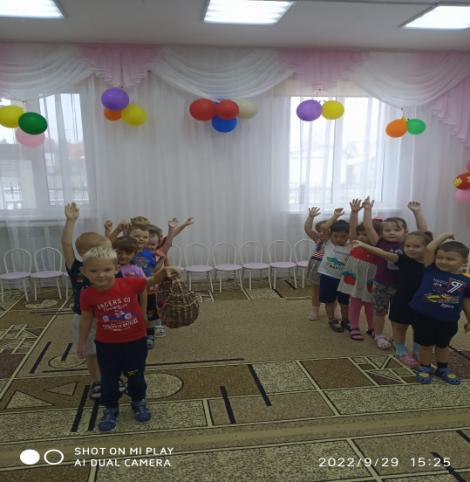 SHOT ON MI PLAY
AI DUAL CAMERA
2022/9/29 15:25